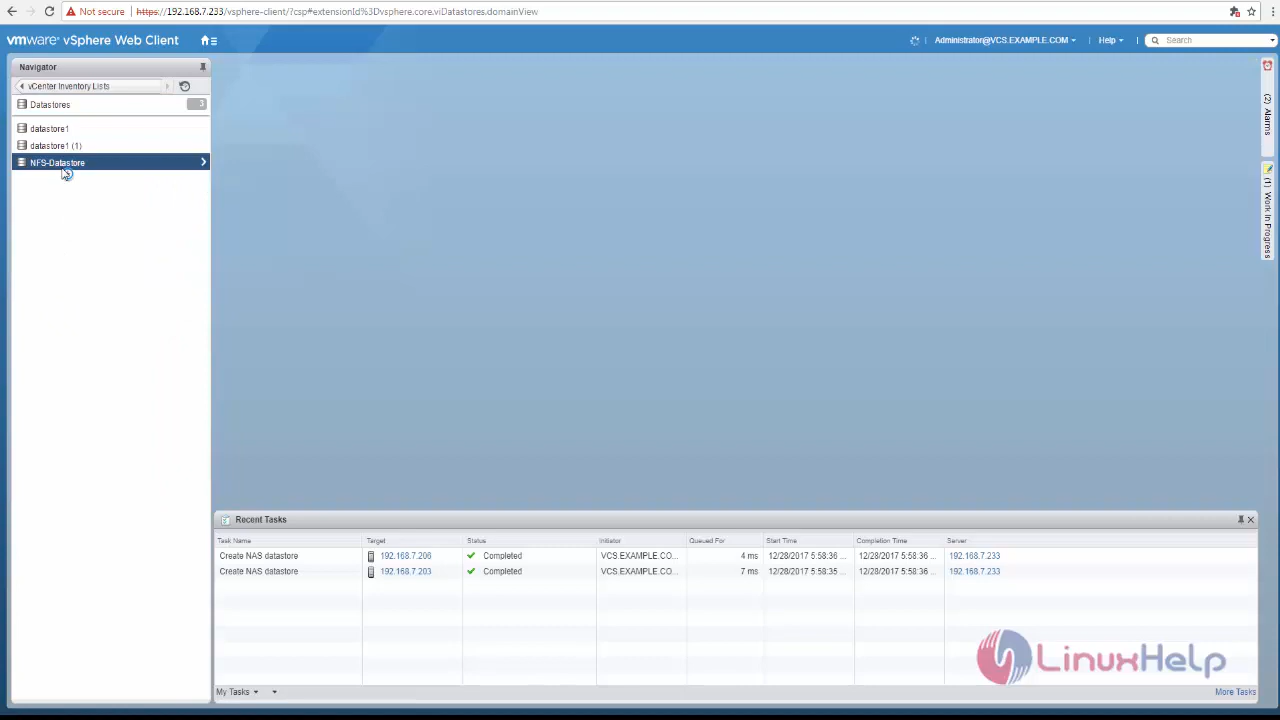 Not secure https://192.168.7.233/vsphere-client/?csp#extensionId%3Dvsphere.core.viDatastores.domainView
vmware® vSphere Web Client Administrator@VCS.EXAMPLE.COM Help Search
Navigator
vCenter Inventory Lists
Datastores 3
datastore1
datastore1 (1)
NFS-Datastore
(2) Alarms
(1) Work In Progress
Recent Tasks
Task Name Target Status Initiator Queued For Start Time Completion Time Server
Create NAS datastore 192.168.7.206 Completed VCS.EXAMPLE.CO... 4 ms 12/28/2017 5:58:36 ... 12/28/2017 5:58:36 ... 192.168.7.233
Create NAS datastore 192.168.7.203 Completed VCS.EXAMPLE.CO... 7 ms 12/28/2017 5:58:35 ... 12/28/2017 5:58:36 ... 192.168.7.233
LinuxHelp
My Tasks More Tasks